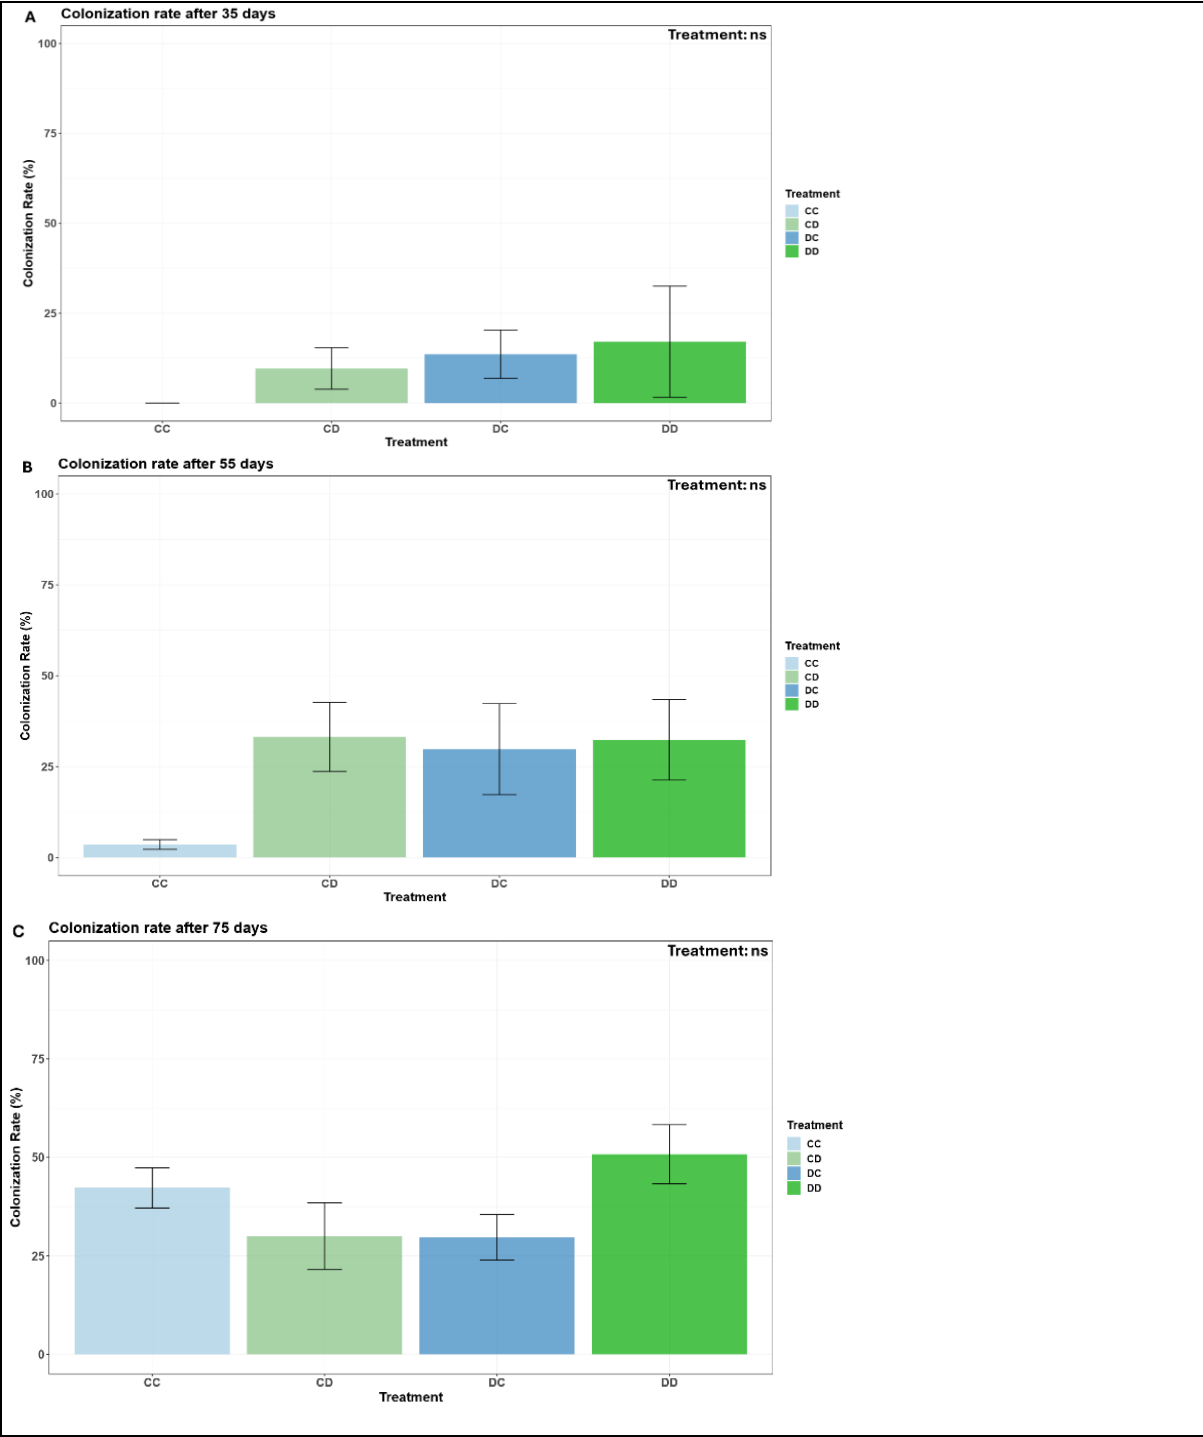 A Colonization rate after 35 days
Treatment: ns
100
75
50
25
0
Colonization Rate (%)
CC CD DC DD
Treatment
Treatment
CC
CD
DC
DD
B Colonization rate after 55 days
Treatment: ns
100
75
50
25
0
Colonization Rate (%)
CC CD DC DD
Treatment
Treatment
CC
CD
DC
DD
C Colonization rate after 75 days
Treatment: ns
100
75
50
25
0
Colonization Rate (%)
CC CD DC DD
Treatment
Treatment
CC
CD
DC
DD